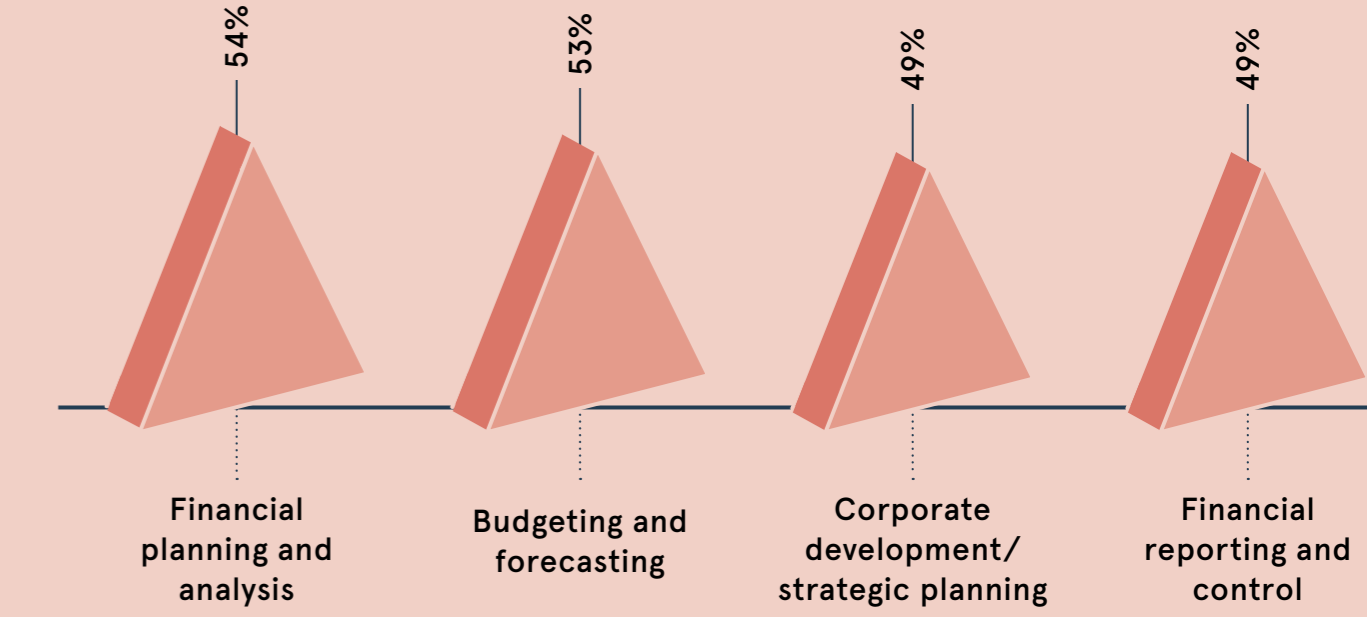 54%
53%
49%
49%
Financial
planning and
analysis
Budgeting and
forecasting
Corporate
development/
strategic planning
Financial
reporting and
control